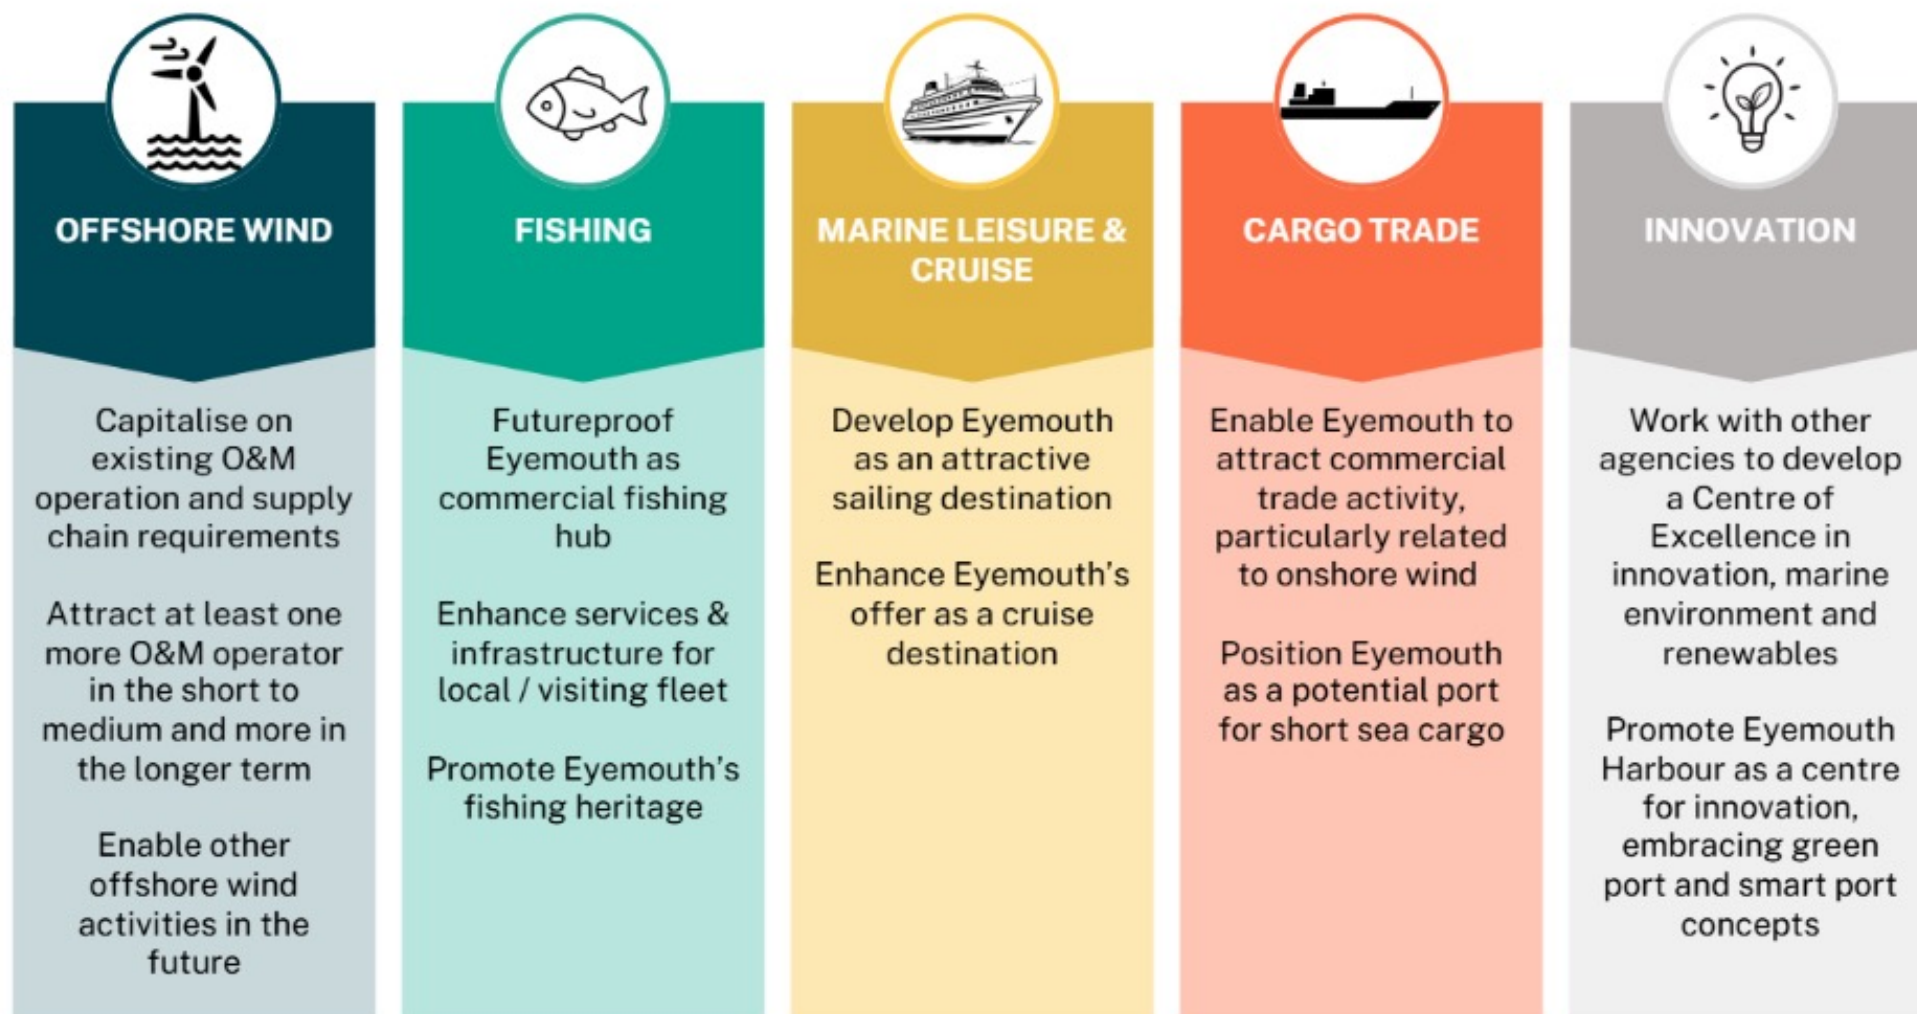 OFFSHORE WIND
Capitalise on
existing O&M
operation and supply
chain requirements
Attract at least one
more O&M operator
in the short to
medium and more in
the longer term
Enable other
offshore wind
activities in the
future
FISHING
Futureproof
Eyemouth as
commercial fishing
hub
Enhance services &
infrastructure for
local / visiting fleet
Promote Eyemouth's
fishing heritage
MARINE LEISURE &
CRUISE
Develop Eyemouth
as an attractive
sailing destination
Enhance Eyemouth's
offer as a cruise
destination
CARGO TRADE
Enable Eyemouth to
attract commercial
trade activity,
particularly related
to onshore wind
Position Eyemouth
as a potential port
for short sea cargo
INNOVATION
Work with other
agencies to develop
a Centre of
Excellence in
innovation, marine
environment and
renewables
Promote Eyemouth
Harbour as a centre
for innovation,
embracing green
port and smart port
concepts